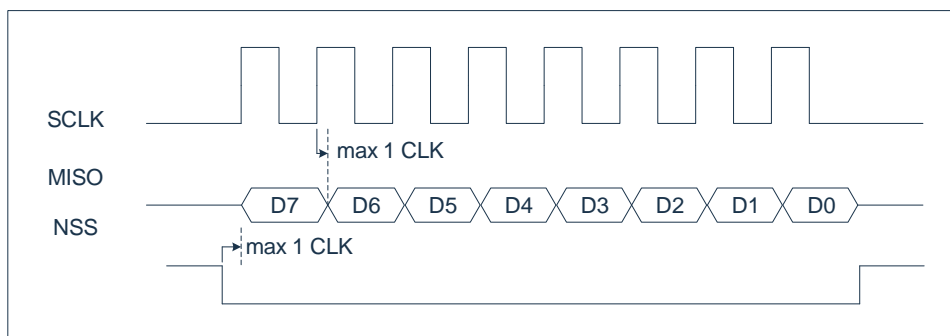 SCLK
max 1 CLK
MISO
D7 D6 D5 D4 D3 D2 D1 D0
NSS
max 1 CLK